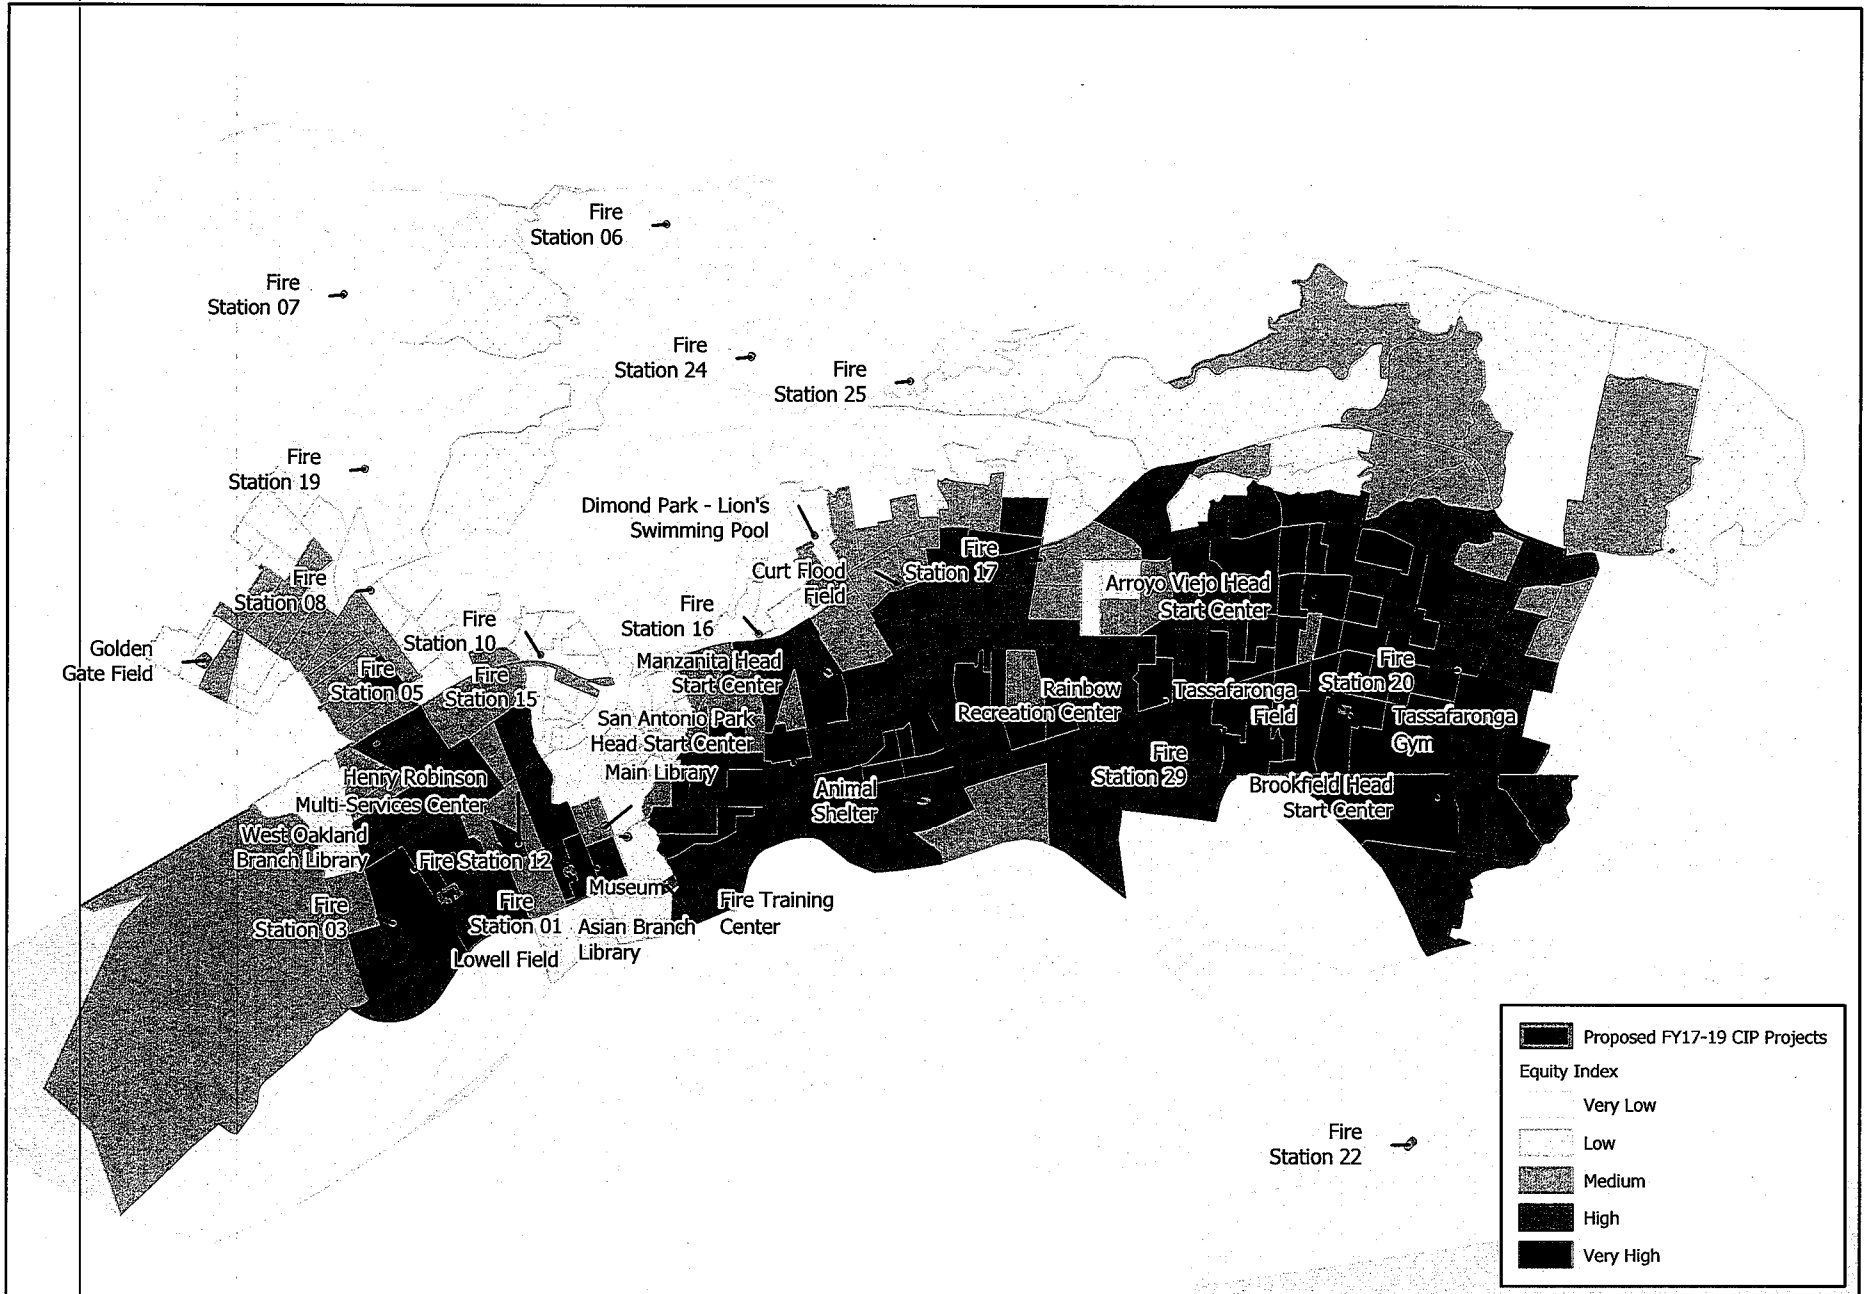 Fire
Station 06
Fire
Station 07
Fire
Station 24
Fire
Station 25
Fire
Station 19
Dimond Park - Lion's
Swimming Pool
Fire
Station 17
Curt Flood
Field
Arroyo Viejo Head
Start Center
Fire
Station 08
Fire
Station 16
Fire
Station 10
Golden
Gate Field
Fire
Station 05
Fire
Station 15
Manzanita Head
Start Center
Fire
Station 20
Rainbow
Recreation Center
Tassafaronga
Field
Tassafaronga
Gym
San Antonio Park
Head Start Center
Main Library
Fire
Station 29
Henry Robinson
Multi-Services Center
Animal
Shelter
Brookfield Head
Start Center
West Oakland
Branch Library
Fire Station 12
Museum
Fire
Station 03
Fire
Station 01
Asian Branch
Library
Fire Training
Center
Lowell Field
Fire
Station 22
Proposed FY17-19 CIP Projects
Equity Index
Very Low
Low
Medium
High
Very High